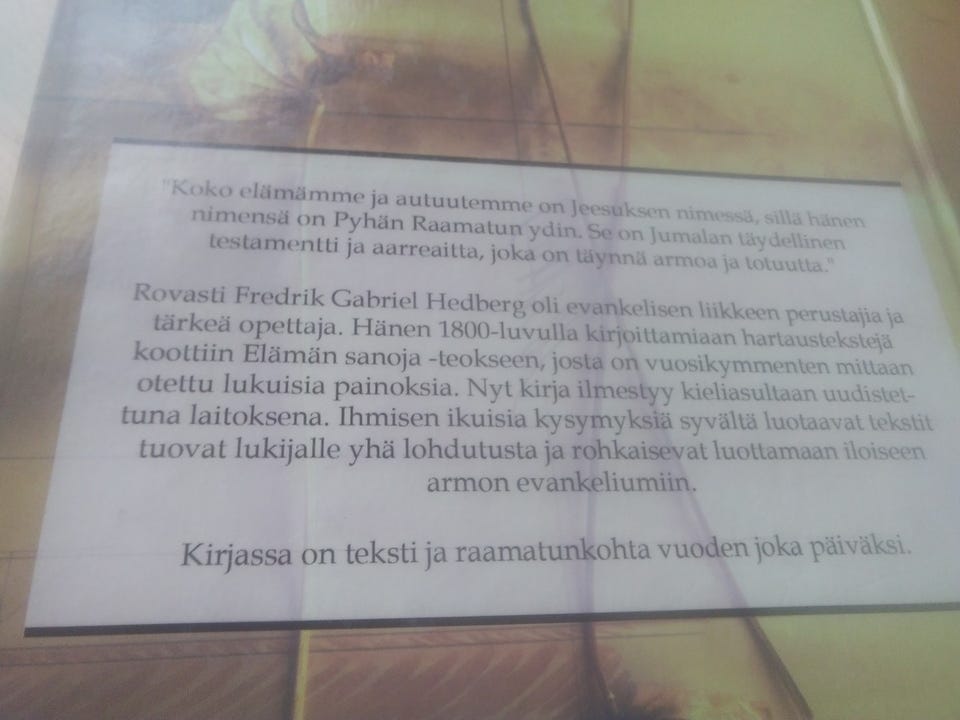 "Koko elämämme ja autuutemme on Jeesuksen nimessä, sillä hänen
nimensä on Pyhän Raamatun ydin. Se on Jumalan täydellinen
testamentti ja aarreaitta, joka on täynnä armoa ja totuutta."
Rovasti Fredrik Gabriel Hedberg oli evankelisen liikkeen perustajia ja
tärkeä opettaja. Hänen 1800-luvulla kirjoittamiaan hartaustekstejä
koottiin Elämän sanoja -teokseen, josta on vuosikymmenten mittaan
otettu lukuisia painoksia. Nyt kirja ilmestyy kieliasultaan uudistet-
tuna laitoksena. Ihmisen ikuisia kysymyksiä syvältä luotaavat tekstit
tuovat lukijalle yhä lohdutusta ja rohkaisevat luottamaan iloiseen
armon evankeliumiin.
Kirjassa on teksti ja raamatunkohta vuoden joka päiväksi.